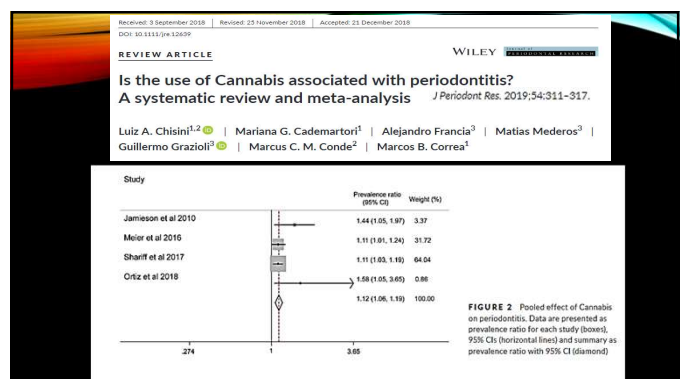 Received: 3 September 2018 | Revised: 25 November 2018 | Accepted: 21 December 2018
DOI: 10.1111/jre.12639
REVIEW ARTICLE
WILEY
Is the use of Cannabis associated with periodontitis?
A systematic review and meta-analysis
J Periodont Res. 2019;54:311–317.
Luiz A. Chisini1,2 | Mariana G. Cademartori1 | Alejandro Francia3 | Matias Mederos3 |
Guillermo Grazioli3 | Marcus C. M. Conde2 | Marcos B. Correa1
Study
Prevalence ratio
(95% CI) Weight (%)
Jamieson et al 2010 1.44 (1.05, 1.97) 3.37
Meier et al 2016 1.11 (1.01, 1.24) 31.72
Shariff et al 2017 1.11 (1.03, 1.19) 64.04
Ortiz et al 2018 1.58 (1.05, 3.65) 0.86
1.12 (1.06, 1.19) 100.00
.274 1 3.65
FIGURE 2 Pooled effect of Cannabis
on periodontitis. Data are presented as
prevalence ratio for each study (boxes),
95% CIs (horizontal lines) and summary as
prevalence ratio with 95% CI (diamond)